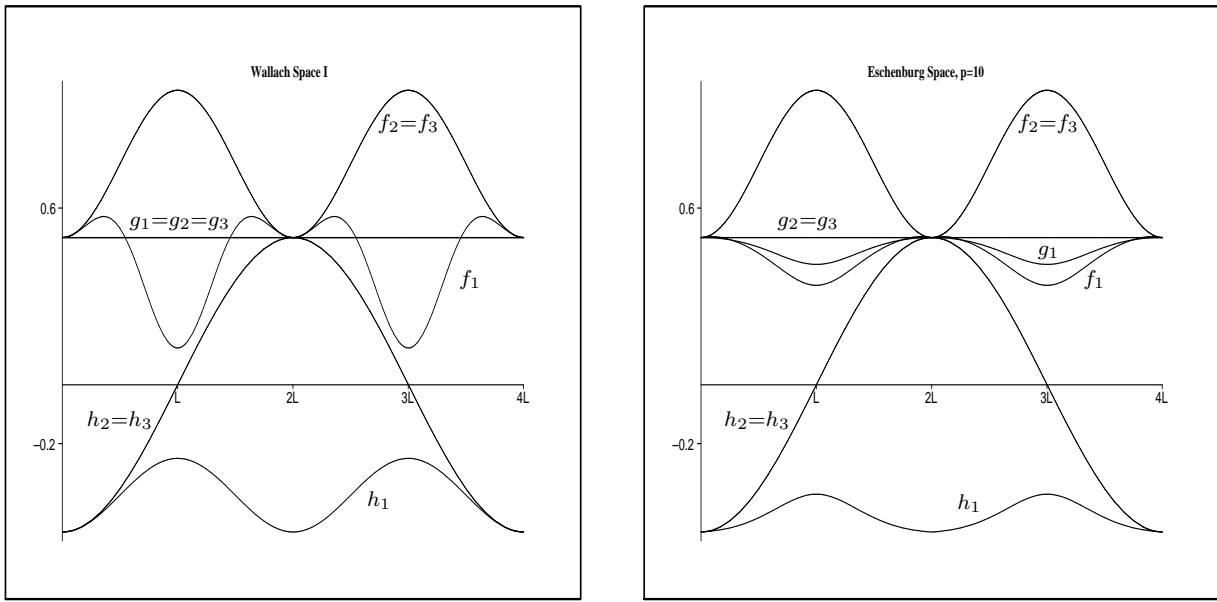 Wallach Space I
f₂=f₃
0.6
g₁=g₂=g₃
f₁
L
2L
3L
4L
h₂=h₃
−0.2
h₁
Eschenburg Space, p=10
f₂=f₃
0.6
g₂=g₃
g₁
f₁
L
2L
3L
4L
h₂=h₃
−0.2
h₁